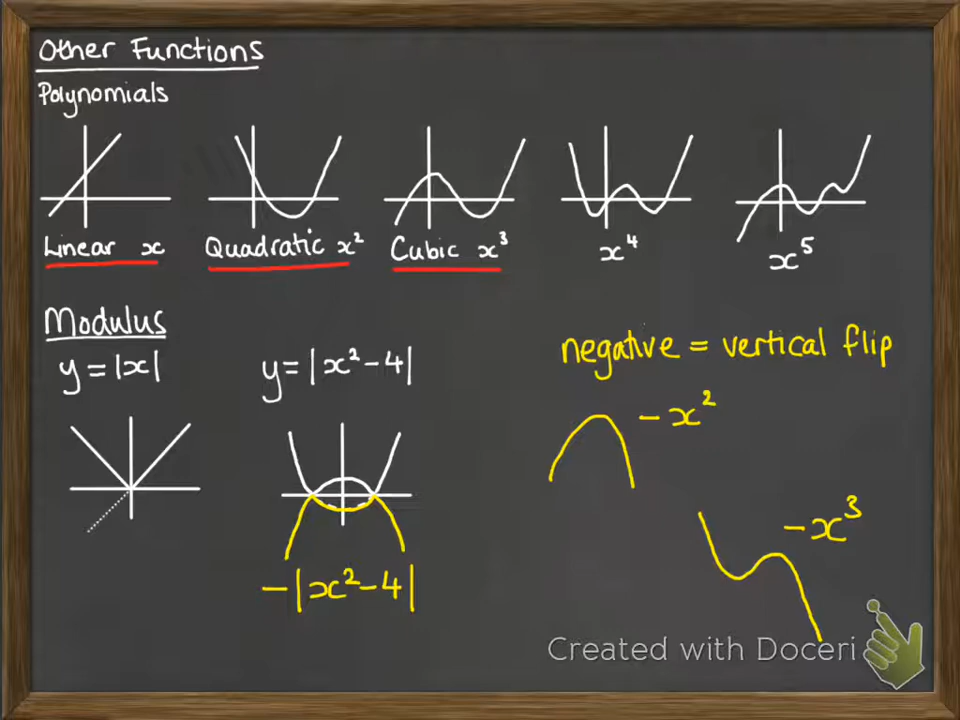 Other Functions
Polynomials
Linear x
Quadratic x²
Cubic x³
x⁴
x⁵
Modulus
y = |x|
y = |x² - 4|
negative = vertical flip
- x²
- x³
- |x² - 4|
Created with Doceri